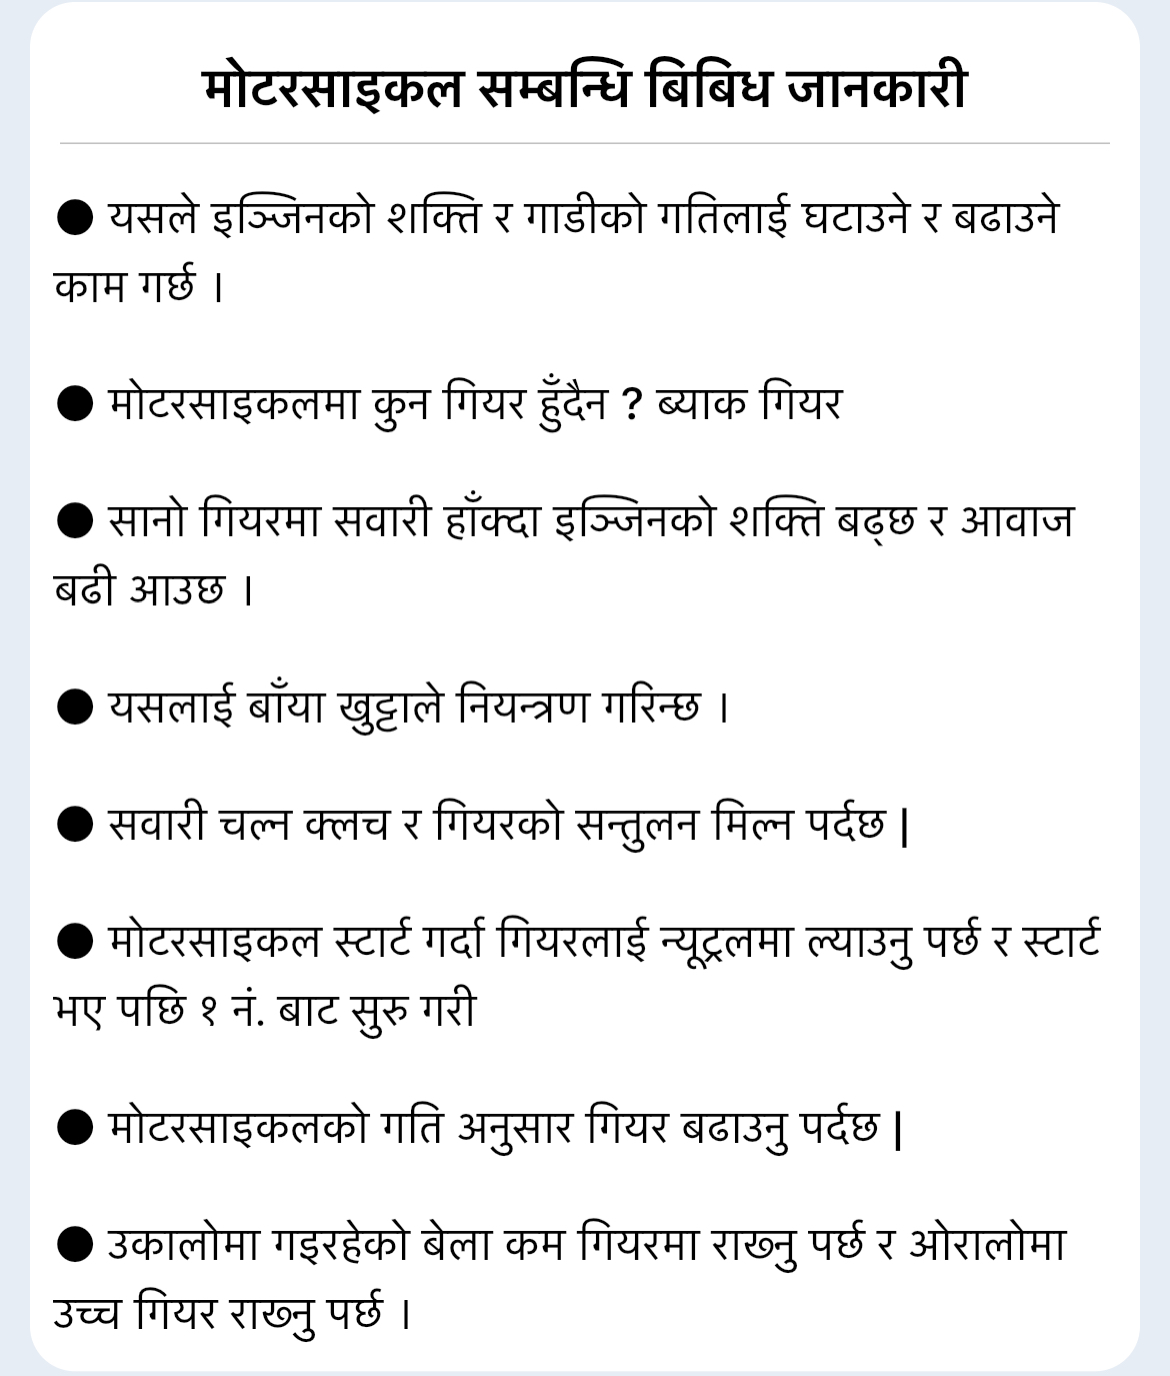 मोटरसाइकल सम्बन्धि बिबिध जानकारी
● यसले इञ्जिनको शक्ति र गाडीको गतिलाई घटाउने र बढाउने
काम गर्छ ।
● मोटरसाइकलमा कुन गियर हुँदैन ? ब्याक गियर
● सानो गियरमा सवारी हाँक्दा इञ्जिनको शक्ति बढ्छ र आवाज
बढी आउछ ।
● यसलाई बाँया खुट्टाले नियन्त्रण गरिन्छ ।
● सवारी चल्न क्लच र गियरको सन्तुलन मिल्न पर्दछ |
● मोटरसाइकल स्टार्ट गर्दा गियरलाई न्यूट्रलमा ल्याउनु पर्छ र स्टार्ट
भए पछि १ नं. बाट सुरु गरी
● मोटरसाइकलको गति अनुसार गियर बढाउनु पर्दछ |
● उकालोमा गइरहेको बेला कम गियरमा राख्नु पर्छ र ओरालोमा
उच्च गियर राख्नु पर्छ ।